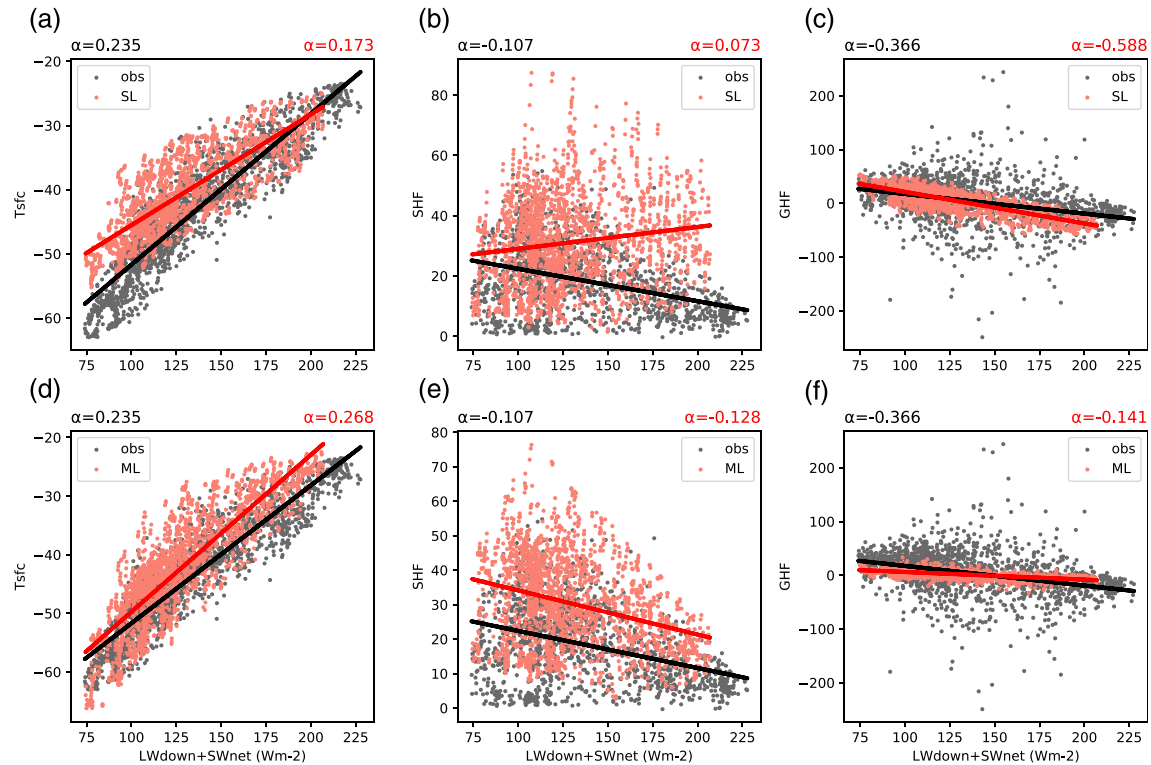 (a)
(b)
(c)
α=0.235
α=0.173
α=-0.107
α=0.073
α=-0.366
α=-0.588
−20
−30
−40
−50
−60
Tsfc
obs
SL
75
100
125
150
175
200
225
80
60
40
20
0
SHF
obs
SL
75
100
125
150
175
200
225
200
100
0
−100
−200
GHF
obs
SL
75
100
125
150
175
200
225
(d)
(e)
(f)
α=0.235
α=0.268
α=-0.107
α=-0.128
α=-0.366
α=-0.141
−20
−30
−40
−50
−60
Tsfc
obs
ML
75
100
125
150
175
200
225
LWdown+SWnet (Wm-2)
80
70
60
50
40
30
20
10
0
SHF
obs
ML
75
100
125
150
175
200
225
LWdown+SWnet (Wm-2)
200
100
0
−100
−200
GHF
obs
ML
75
100
125
150
175
200
225
LWdown+SWnet (Wm-2)